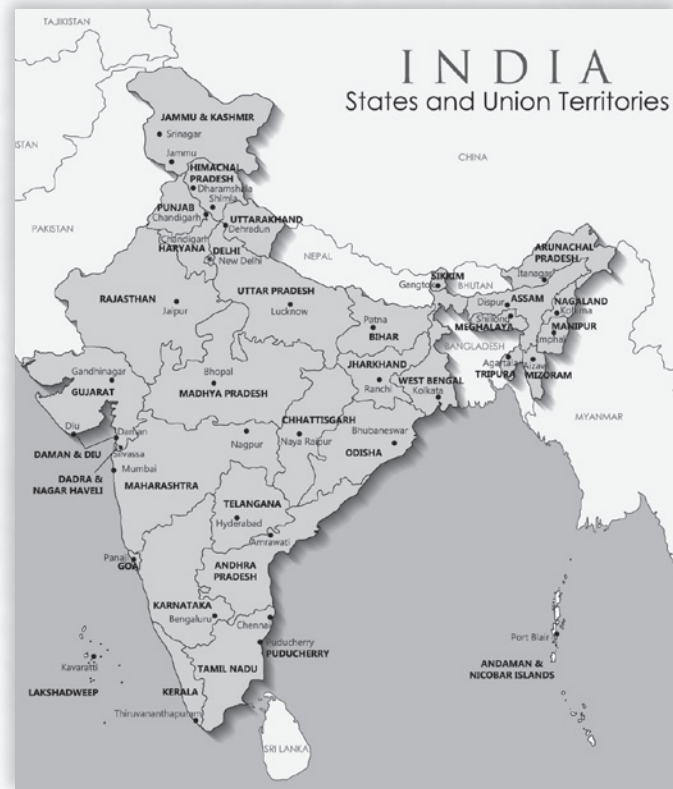 TAJIKISTAN
INDIA
States and Union Territories
JAMMU & KASHMIR
Srinagar
ISTAN
Jammu
CHINA
HIMACHAL
PRADESH
Dharamshala
Shimla
PUNJAB
Chandigarh
UTTARAKHAND
Dehradun
PAKISTAN
Chandigarh
HARYANA
DELHI
New Delhi
NEPAL
ARUNACHAL
PRADESH
Itanagar
SIKKIM
Gangtok
BHUTAN
RAJASTHAN
Jaipur
UTTAR PRADESH
Lucknow
Dispur
ASSAM
NAGALAND
Kohima
Shillong
MEGHALAYA
MANIPUR
Imphal
Patna
BIHAR
BANGLADESH
Agartala
TRIPURA
Aizawl
MIZORAM
Gandhinagar
GUJARAT
Bhopal
MADHYA PRADESH
JHARKHAND
Ranchi
WEST BENGAL
Kolkata
MYANMAR
Diu
Daman
DAMAN & DIU
Silvassa
DADRA &
NAGAR HAVELI
Mumbai
Nagpur
MAHARASHTRA
CHHATTISGARH
Naya Raipur
Bhubaneswar
ODISHA
TELANGANA
Hyderabad
Amrawati
Panaji
GOA
ANDHRA
PRADESH
KARNATAKA
Bengaluru
Chennai
Puducherry
PUDUCHERRY
Port Blair
ANDAMAN &
NICOBAR ISLANDS
Kavaratti
LAKSHADWEEP
KERALA
TAMIL NADU
Thiruvananthapuram
SRI LANKA